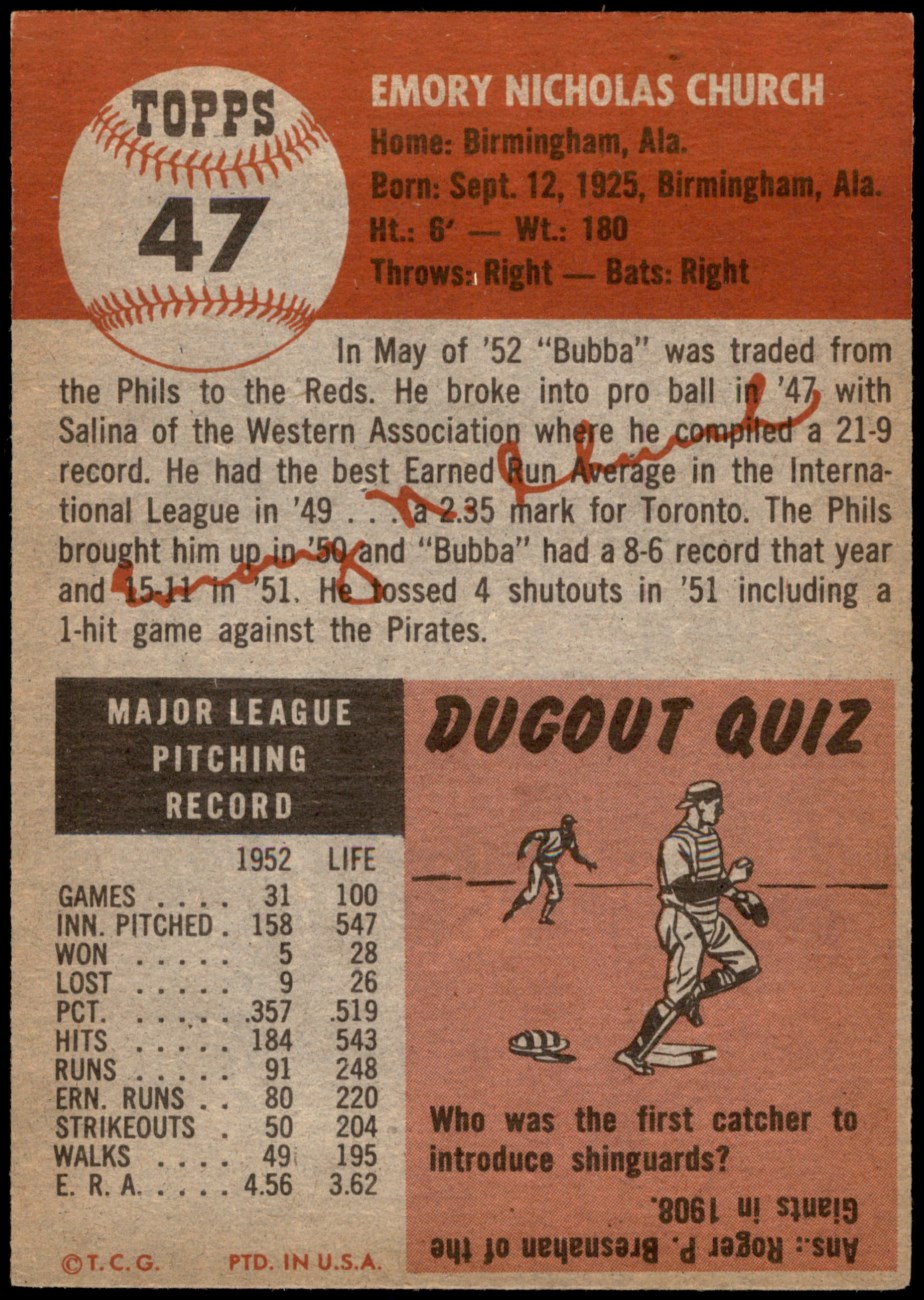 TOPPS
47
EMORY NICHOLAS CHURCH
Home: Birmingham, Ala.
Born: Sept. 12, 1925, Birmingham, Ala.
Ht.: 6' — Wt.: 180
Throws: Right — Bats: Right
In May of '52 "Bubba" was traded from
the Phils to the Reds. He broke into pro ball in '47 with
Salina of the Western Association where he compiled a 21-9
record. He had the best Earned Run Average in the Interna-
tional League in '49 . . . a 2.35 mark for Toronto. The Phils
brought him up in '50 and "Bubba" had a 8-6 record that year
and 15-11 in '51. He tossed 4 shutouts in '51 including a
1-hit game against the Pirates.
Emory N. Church
MAJOR LEAGUE
PITCHING
RECORD
1952 LIFE
GAMES . . . . 31 100
INN. PITCHED . 158 547
WON . . . . . 5 28
LOST . . . . . 9 26
PCT. . . . . . .357 .519
HITS . . . . . 184 543
RUNS . . . . . 91 248
ERN. RUNS . . 80 220
STRIKEOUTS . 50 204
WALKS . . . . 49 195
E. R. A. . . . . 4.56 3.62
©T. C. G. PTD. IN U.S.A.
DUGOUT QUIZ
Who was the first catcher to
introduce shinguards?
Ans.: Roger P. Bresnahan of the
Giants in 1908.